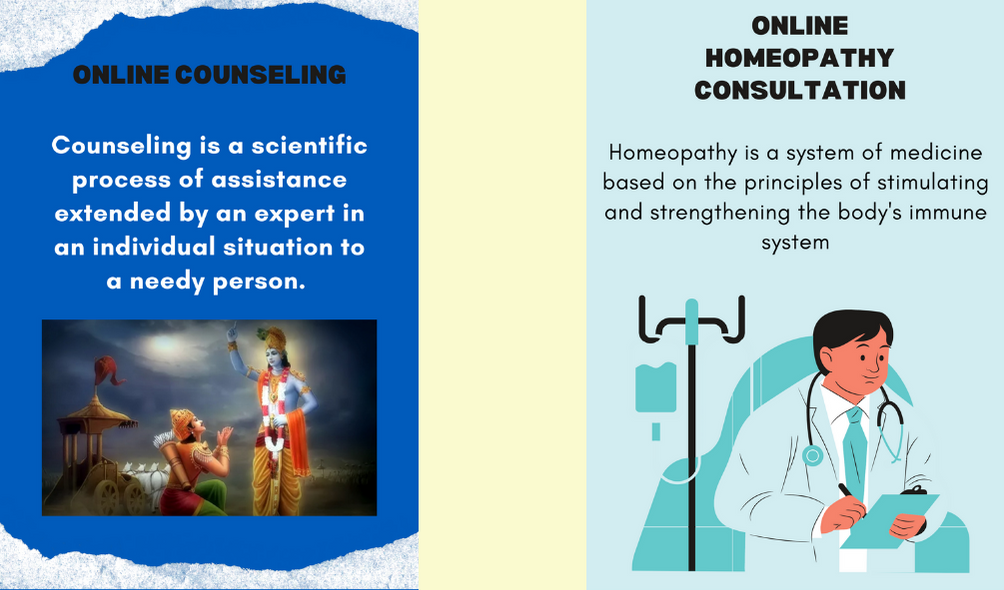 ONLINE COUNSELING
Counseling is a scientific
process of assistance
extended by an expert in
an individual situation to
a needy person.
ONLINE
HOMEOPATHY
CONSULTATION
Homeopathy is a system of medicine
based on the principles of stimulating
and strengthening the body's immune
system